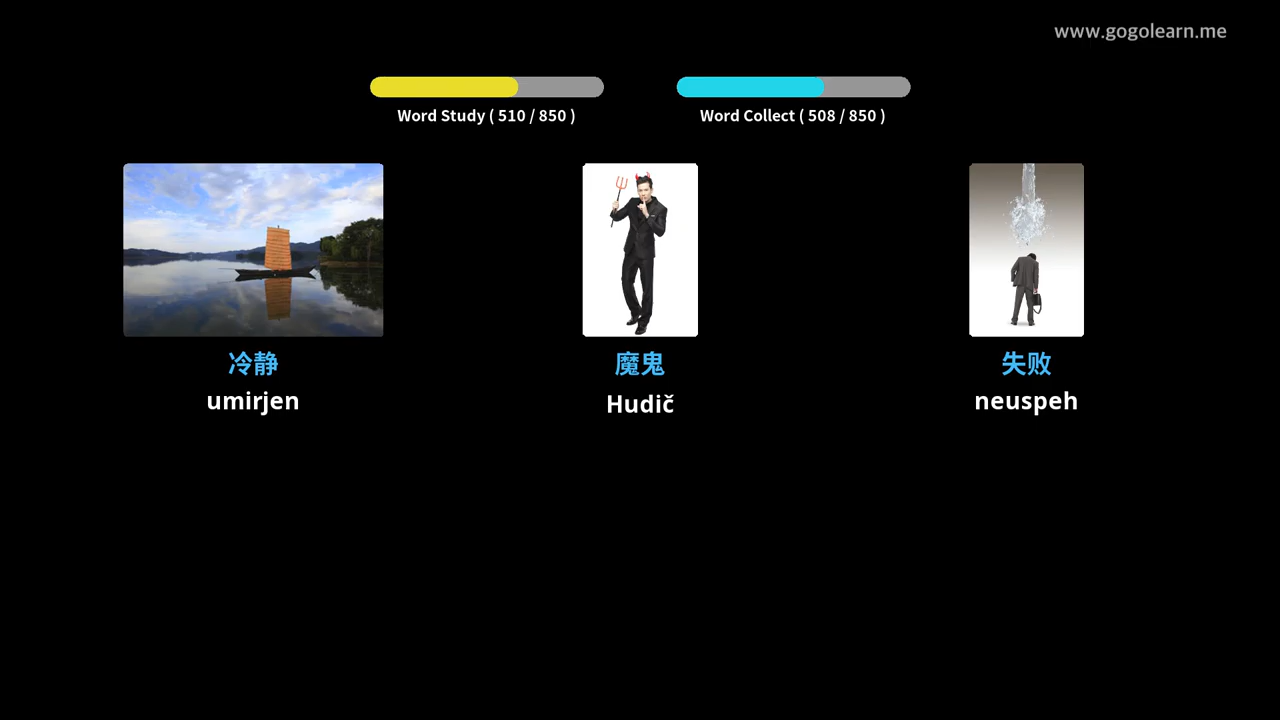 www.gogolearn.me
Word Study ( 510 / 850 )
Word Collect ( 508 / 850 )
冷静
魔鬼
失败
umirjen
Hudič
neuspeh